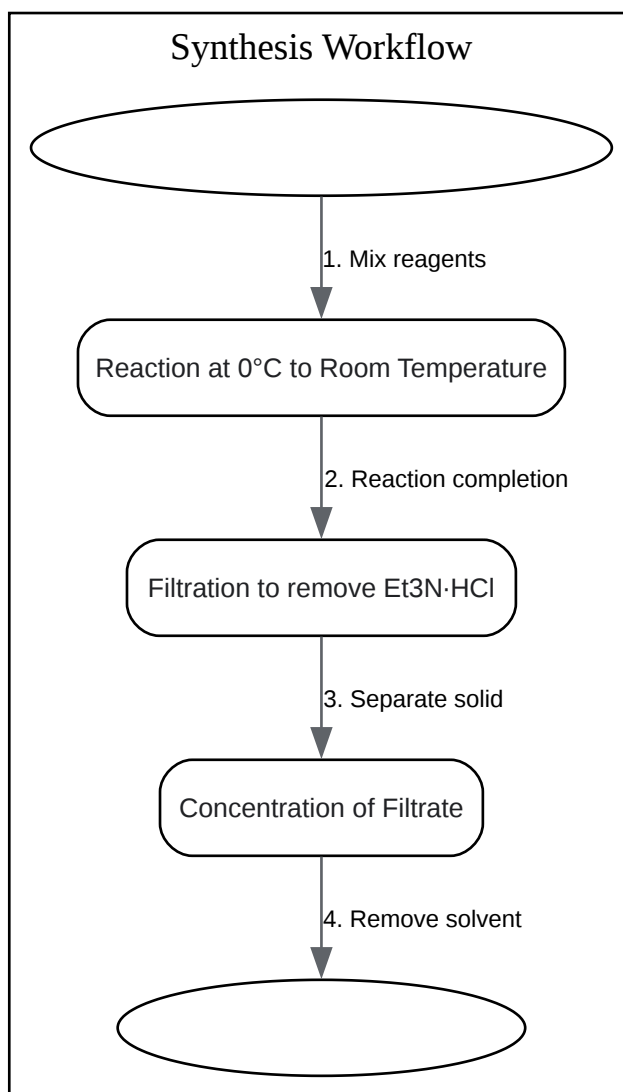 Synthesis Workflow
1. Mix reagents
Reaction at 0°C to Room Temperature
2. Reaction completion
Filtration to remove Et3N·HCl
3. Separate solid
Concentration of Filtrate
4. Remove solvent